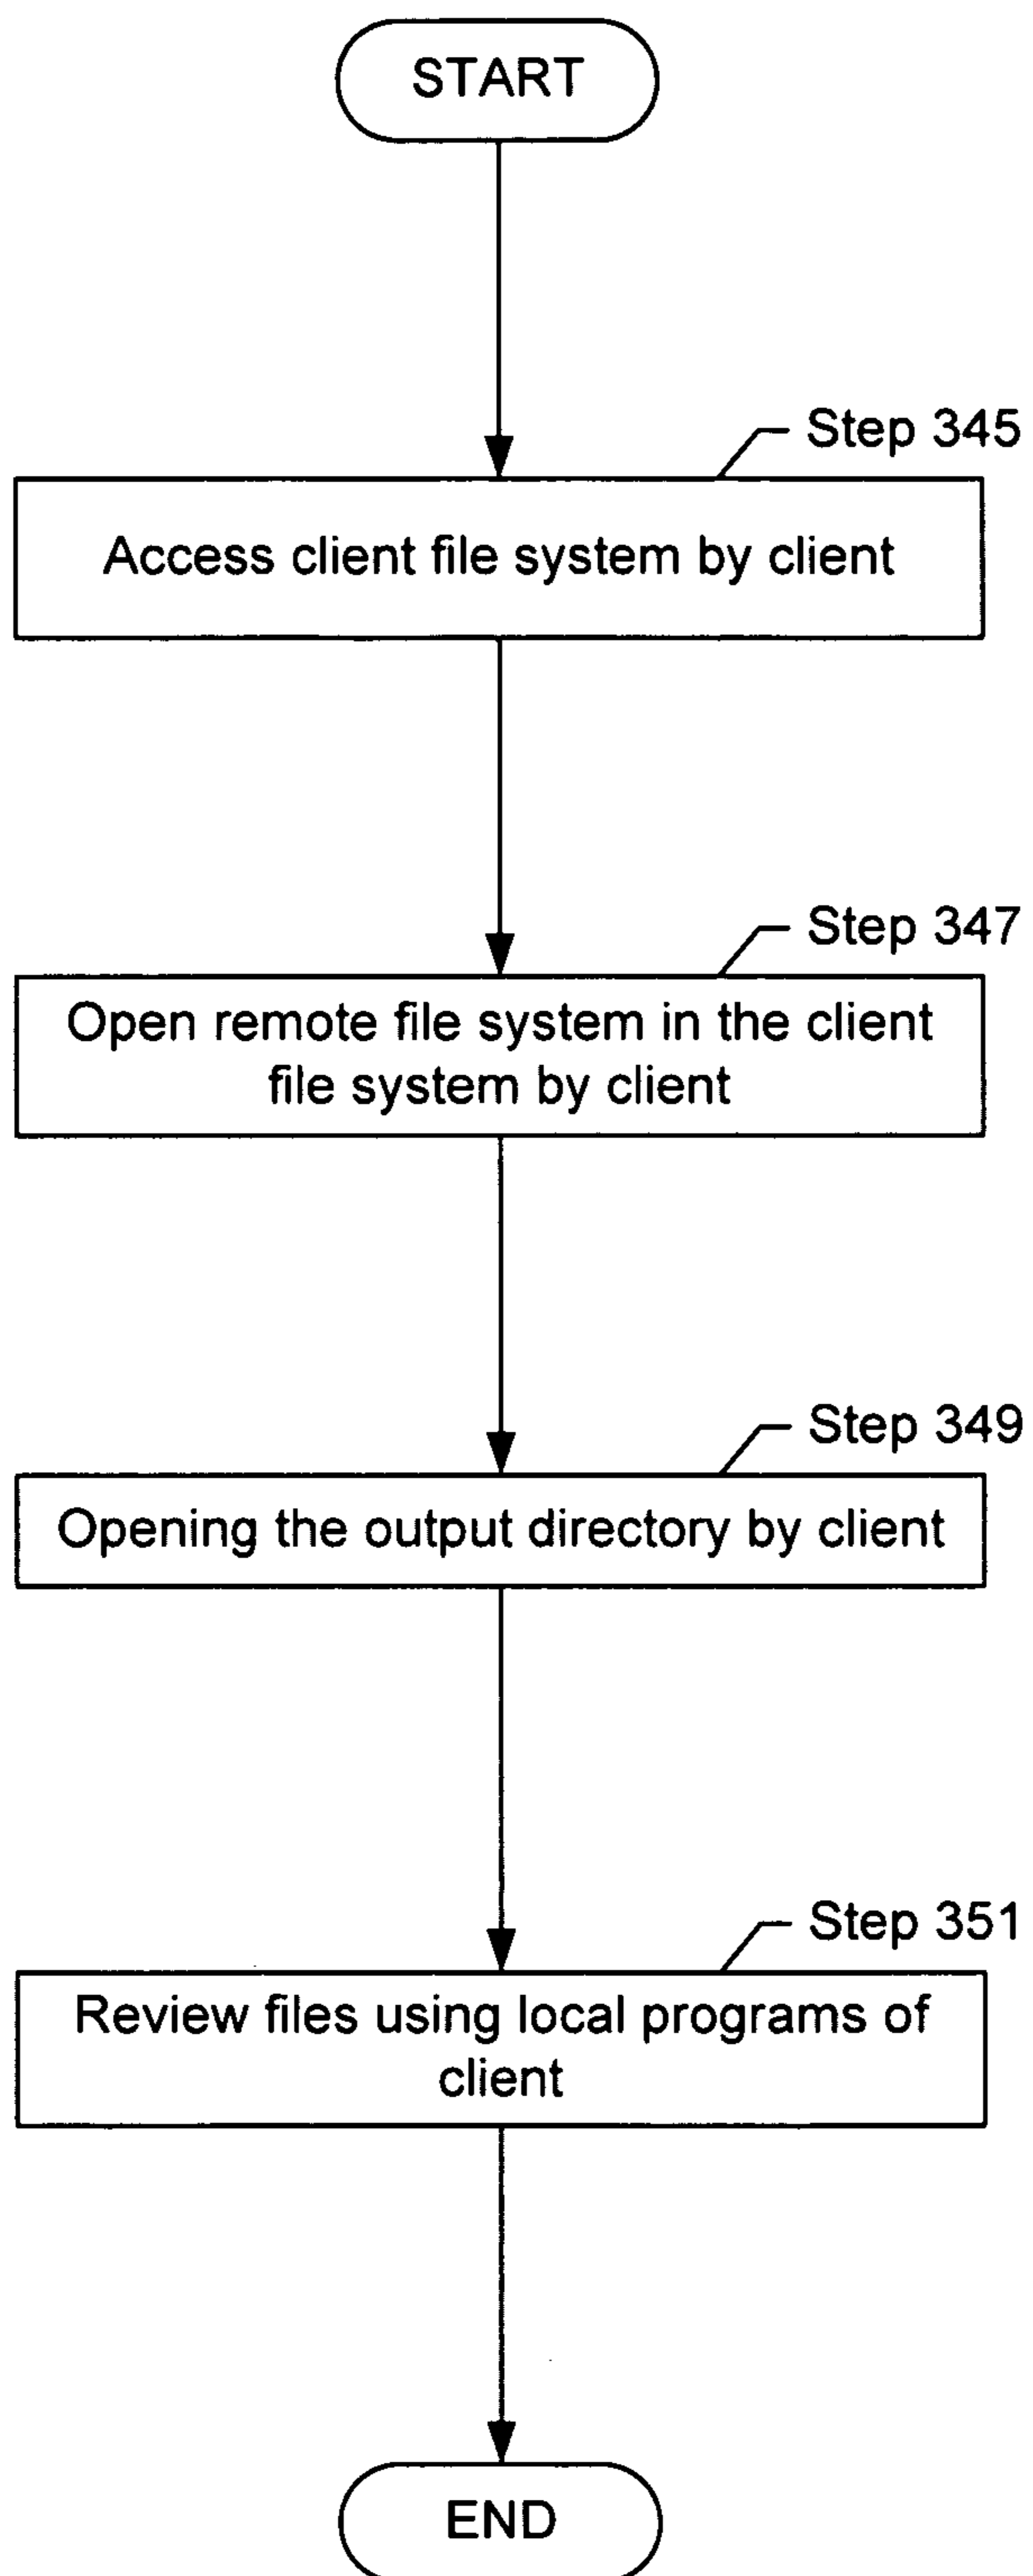 START
Step 345
Access client file system by client
Step 347
Open remote file system in the client
file system by client
Step 349
Opening the output directory by client
Step 351
Review files using local programs of
client
END